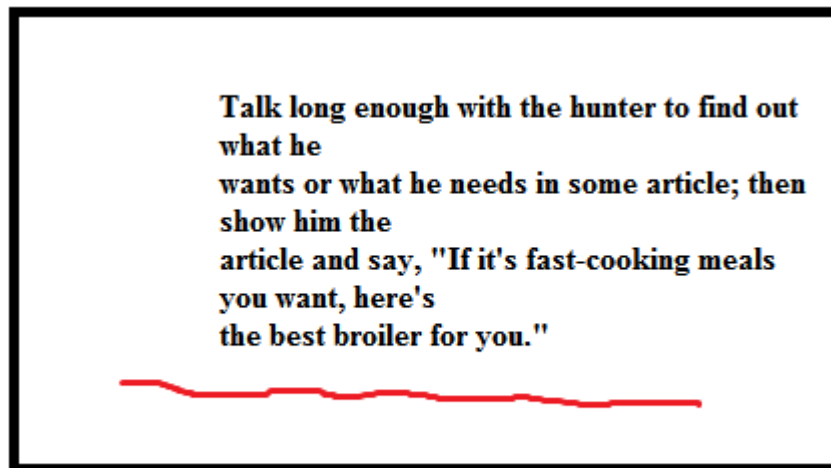 Talk long enough with the hunter to find out
what he
wants or what he needs in some article; then
show him the
article and say, "If it's fast-cooking meals
you want, here's
the best broiler for you."